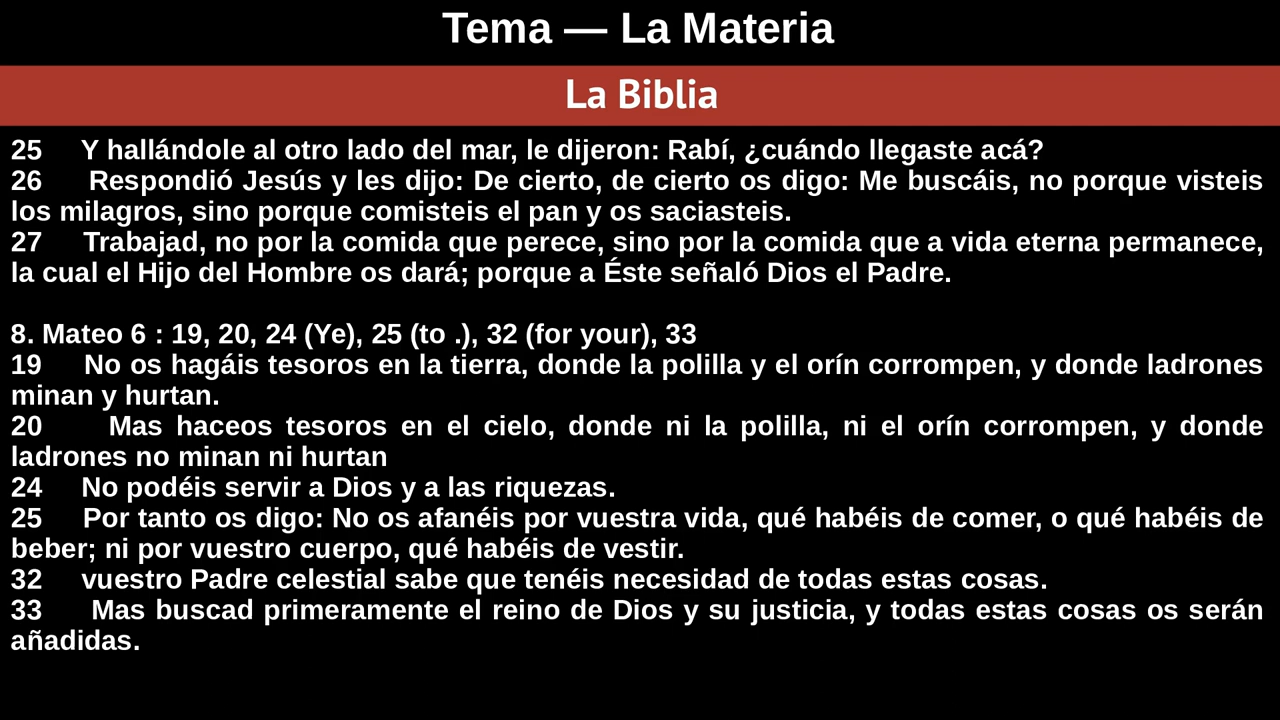 Tema — La Materia
La Biblia
25 Y hallándole al otro lado del mar, le dijeron: Rabí, ¿cuándo llegaste acá?
26 Respondió Jesús y les dijo: De cierto, de cierto os digo: Me buscáis, no porque visteis
los milagros, sino porque comisteis el pan y os saciasteis.
27 Trabajad, no por la comida que perece, sino por la comida que a vida eterna permanece,
la cual el Hijo del Hombre os dará; porque a Éste señaló Dios el Padre.
8. Mateo 6 : 19, 20, 24 (Ye), 25 (to .), 32 (for your), 33
19 No os hagáis tesoros en la tierra, donde la polilla y el orín corrompen, y donde ladrones
minan y hurtan.
20 Mas haceos tesoros en el cielo, donde ni la polilla, ni el orín corrompen, y donde
ladrones no minan ni hurtan
24 No podéis servir a Dios y a las riquezas.
25 Por tanto os digo: No os afanéis por vuestra vida, qué habéis de comer, o qué habéis de
beber; ni por vuestro cuerpo, qué habéis de vestir.
32 vuestro Padre celestial sabe que tenéis necesidad de todas estas cosas.
33 Mas buscad primeramente el reino de Dios y su justicia, y todas estas cosas os serán
añadidas.